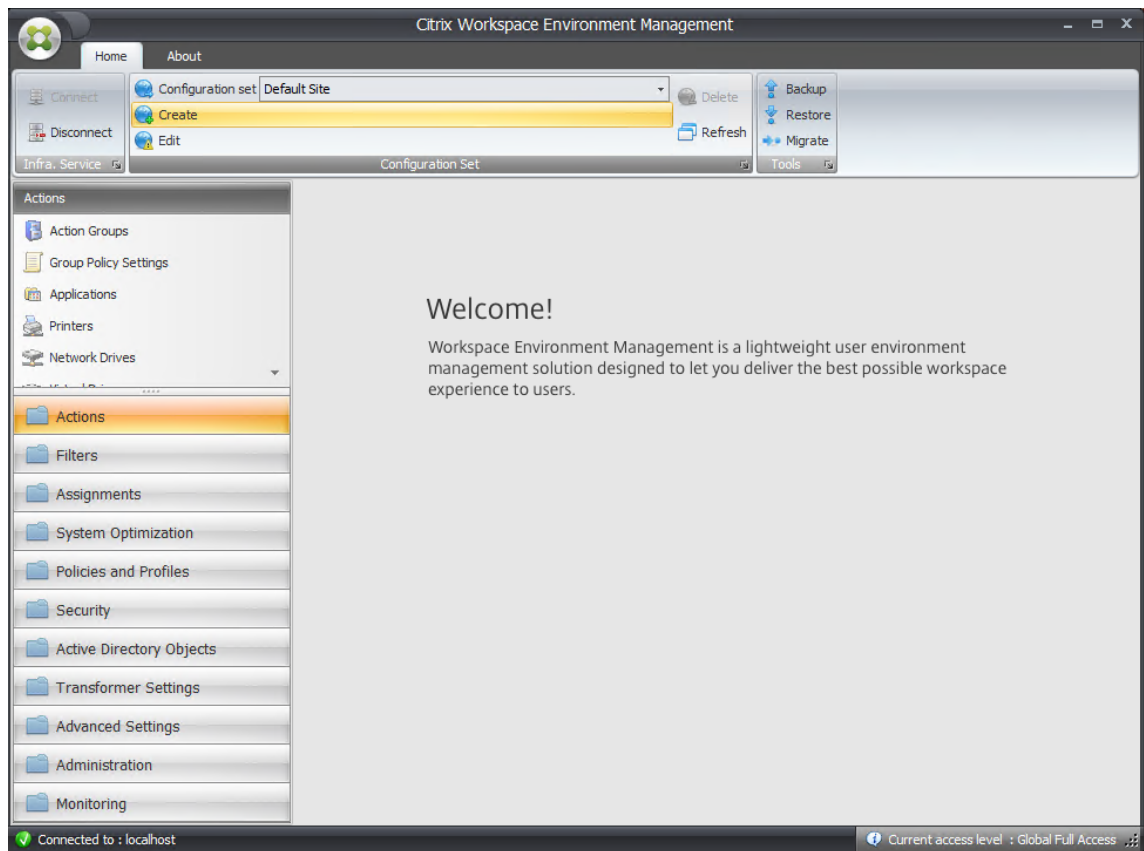 Citrix Workspace Environment Management
Home About
Connect
Disconnect
Infra. Service
Configuration set Default Site
Create
Edit
Delete
Refresh
Configuration Set
Backup
Restore
Migrate
Tools
Actions
Action Groups
Group Policy Settings
Applications
Printers
Network Drives
Actions
Filters
Assignments
System Optimization
Policies and Profiles
Security
Active Directory Objects
Transformer Settings
Advanced Settings
Administration
Monitoring
Welcome!
Workspace Environment Management is a lightweight user environment
management solution designed to let you deliver the best possible workspace
experience to users.
Connected to : localhost
Current access level : Global Full Access